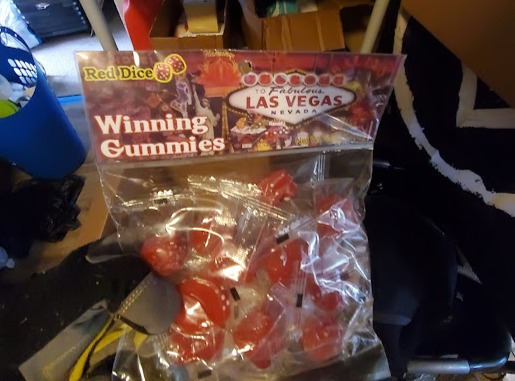 Red Dice
WELCOME
TO Fabulous
LAS VEGAS
NEVADA
Winning
Gummies